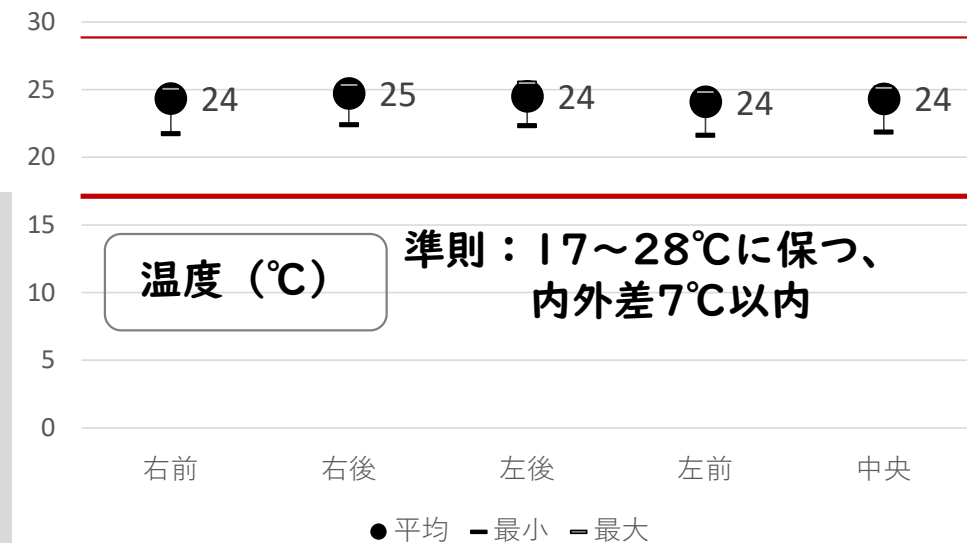 30
25
20
15
10
5
0
24
25
24
24
24
温度（℃）
準則：17～28℃に保つ、
内外差7℃以内
右前
右後
左後
左前
中央
平均
最小
最大